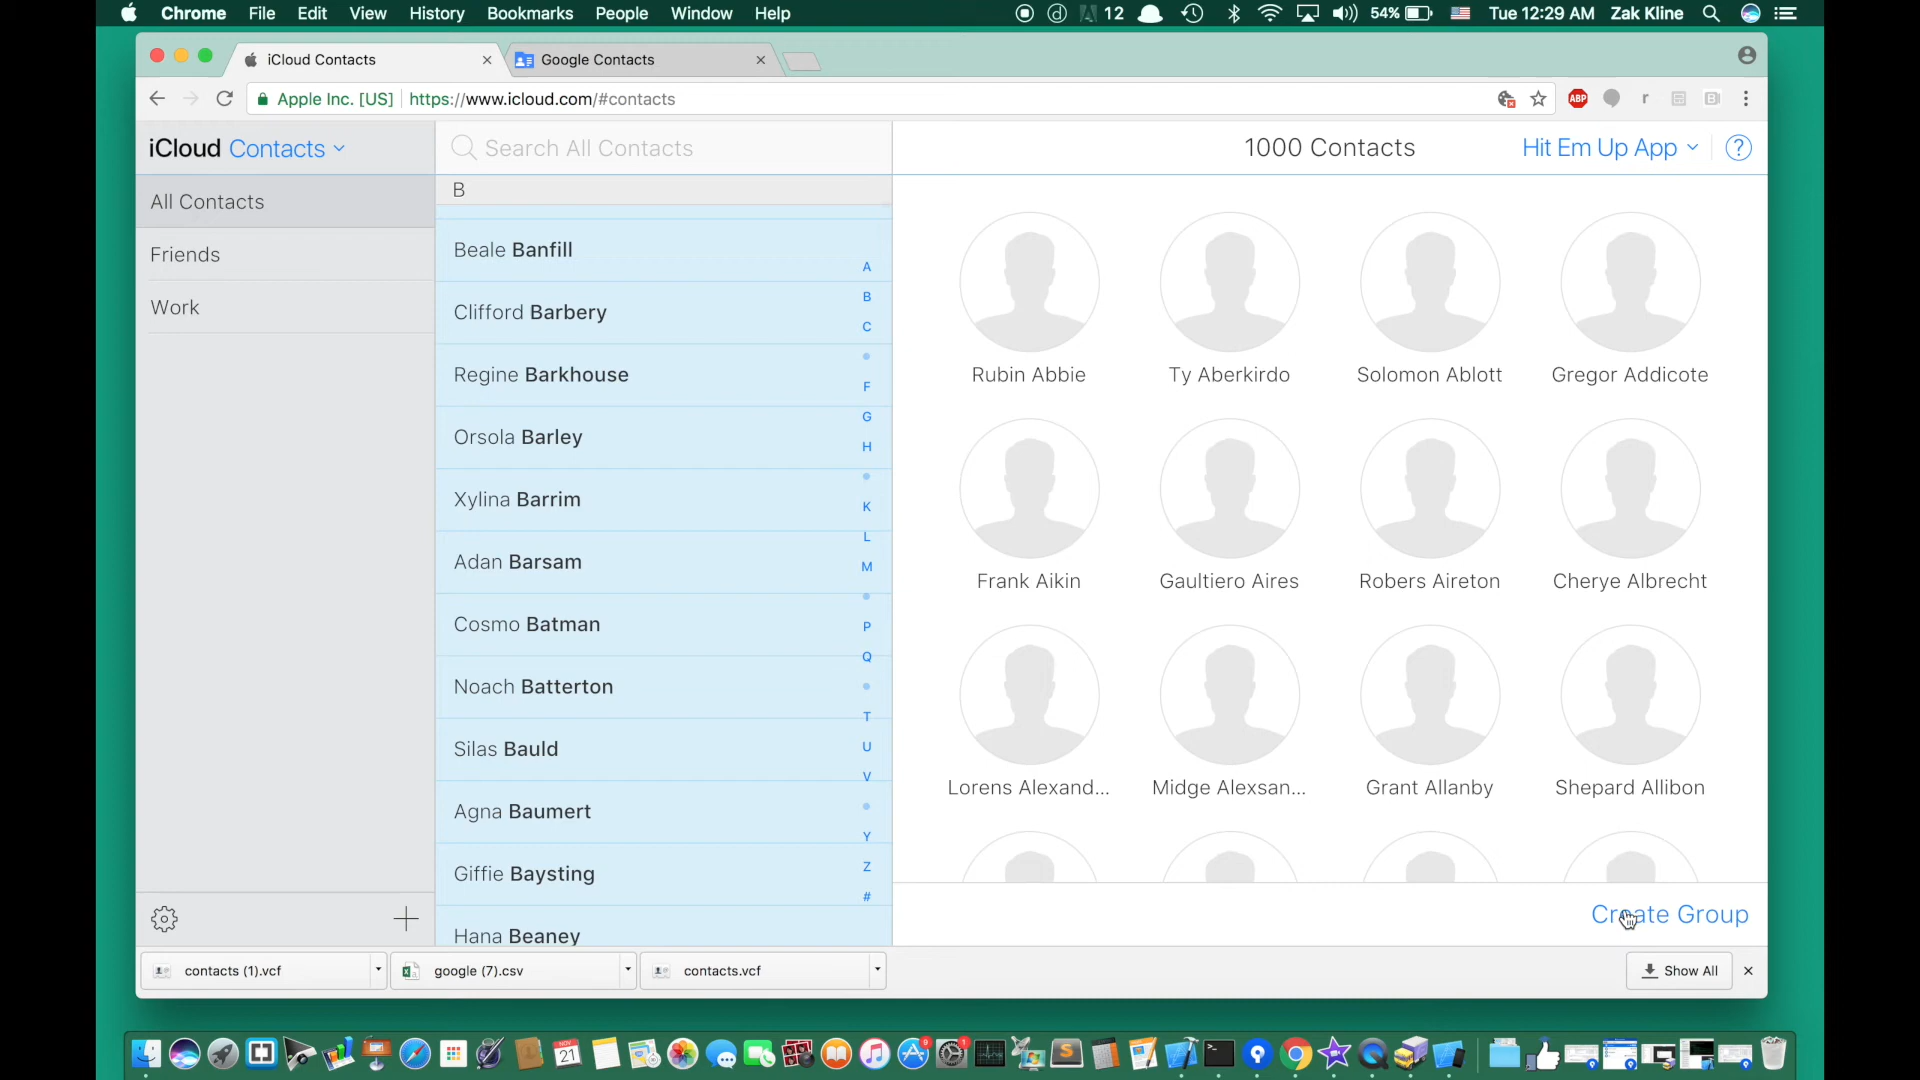 Chrome File Edit View History Bookmarks People Window Help 12 54% Tue 12:29 AM Zak Kline
iCloud Contacts
Google Contacts
Apple Inc. [US] https://www.icloud.com/#contacts
ABP
r
iCloud Contacts
Search All Contacts
1000 Contacts
Hit Em Up App
?
All Contacts
Friends
Work
B
Beale Banfill
Clifford Barbery
Regine Barkhouse
Orsola Barley
Xylina Barrim
Adan Barsam
Cosmo Batman
Noach Batterton
Silas Bauld
Agna Baumert
Giffie Baysting
Hana Beaney
A
B
C
F
G
H
K
L
M
P
Q
T
U
V
Y
Z
#
Rubin Abbie
Ty Aberkirdo
Solomon Ablott
Gregor Addicote
Frank Aikin
Gaultiero Aires
Robers Aireton
Cherye Albrecht
Lorens Alexand...
Midge Alexsan...
Grant Allanby
Shepard Allibon
Create Group
contacts (1).vcf
google (7).csv
contacts.vcf
Show All
NOV
21
9
1